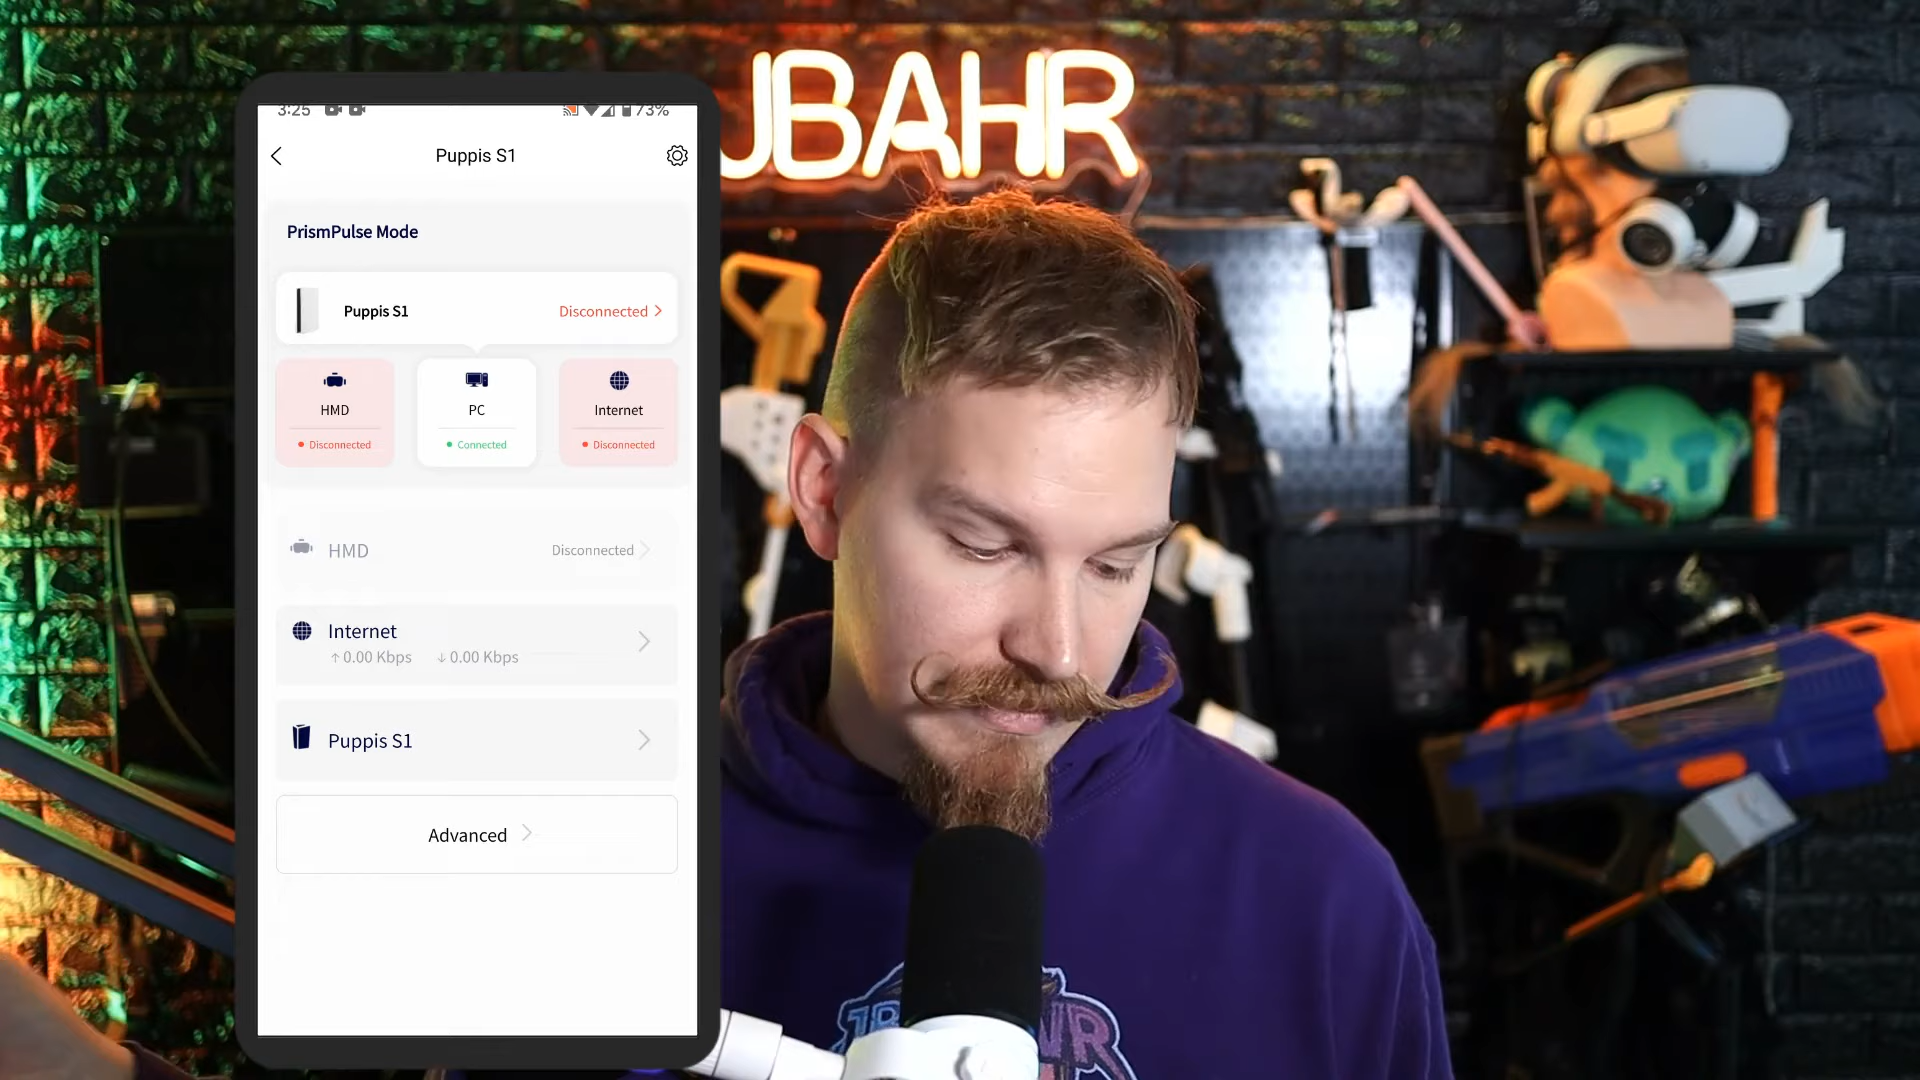 JBAHR
3:25
73%
Puppis S1
PrismPulse Mode
Puppis S1
Disconnected
HMD
PC
Internet
Disconnected
Connected
Disconnected
HMD
Disconnected
Internet
↑ 0.00 Kbps ↓ 0.00 Kbps
Puppis S1
Advanced